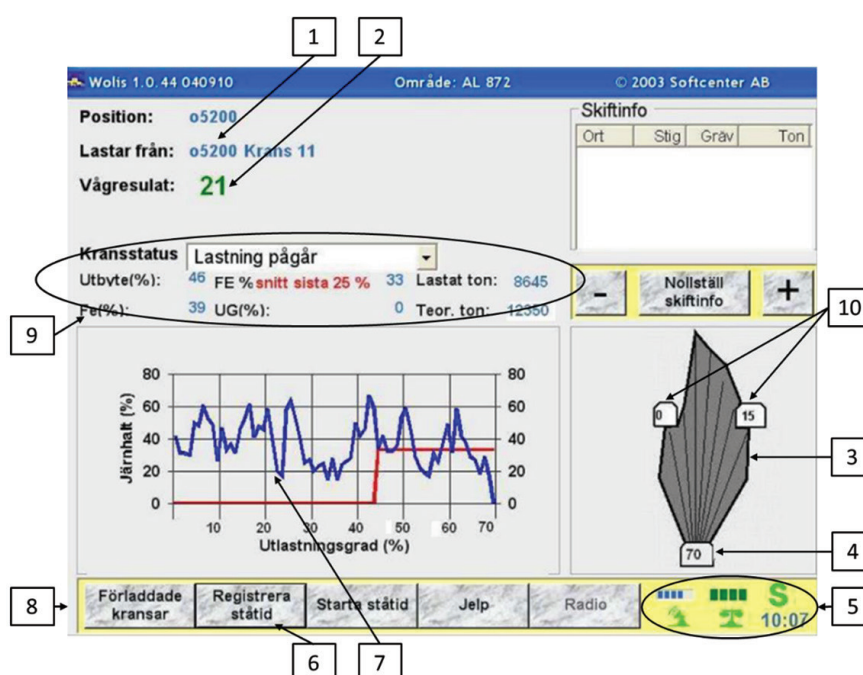 1 2
Wolis 1.0.44 040910 Område: AL 872 © 2003 Softcenter AB
Position: o5200
Lastar från: o5200 Krans 11
Vågresulat: 21
Skiftinfo
Ort Stig Gräv Ton
Kransstatus Lastning pågår
Utbyte(%): 46 FE % snitt sista 25 % 33 Lastat ton: 8645
Fe(%): 39 UG(%): 0 Teor. ton: 12350
- Nollställ skiftinfo +
9
10
Järnhalt (%)
80 80
60 60
40 40
20 20
0 0
10 20 30 40 50 60 70
Utlastningsgrad (%)
0 15
3
70
4
8
Förladdade kransar
Registrera ståtid
Starta ståtid
Jelp
Radio
S
10:07
5
6 7